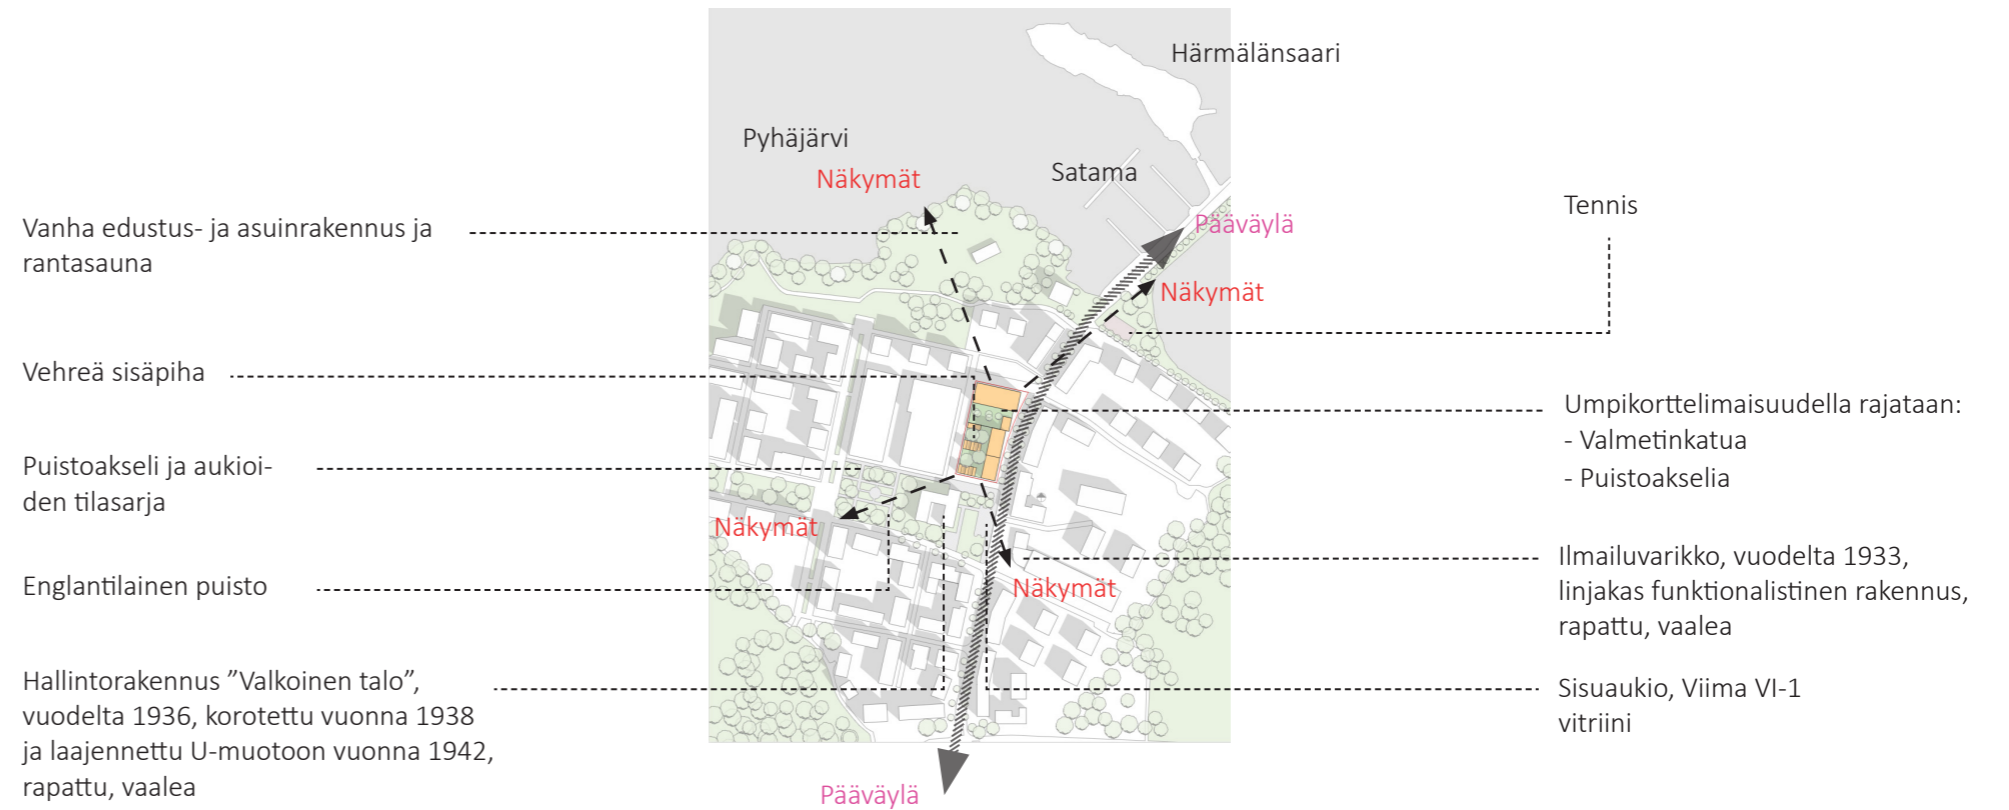 Härmälänsaari
Pyhäjärvi
Näkymät
Satama
Pääväylä
Näkymät
Näkymät
Näkymät
Pääväylä
Vanha edustus- ja asuinrakennus ja
rantasauna
Vehreä sisäpiha
Puistoakseli ja aukioi-
den tilasarja
Englantilainen puisto
Hallintorakennus ”Valkoinen talo”,
vuodelta 1936, korotettu vuonna 1938
ja laajennettu U-muotoon vuonna 1942,
rapattu, vaalea
Tennis
Umpikorttelimaisuudella rajataan:
- Valmetinkatua
- Puistoakselia
Ilmailuvarikko, vuodelta 1933,
linjakas funktionalistinen rakennus,
rapattu, vaalea
Sisuaukio, Viima VI-1
vitriini